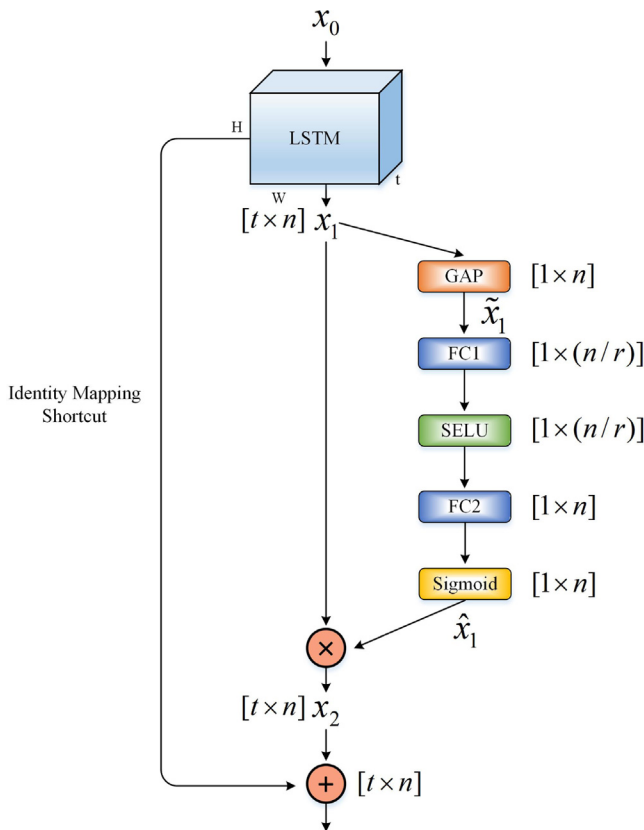 x₀
H
LSTM
t
W
[t × n] x₁
GAP
[1 × n]
x̃₁
FC1
[1 × (n / r)]
Identity Mapping
Shortcut
SELU
[1 × (n / r)]
FC2
[1 × n]
Sigmoid
[1 × n]
x̂₁
×
[t × n] x₂
+
[t × n]